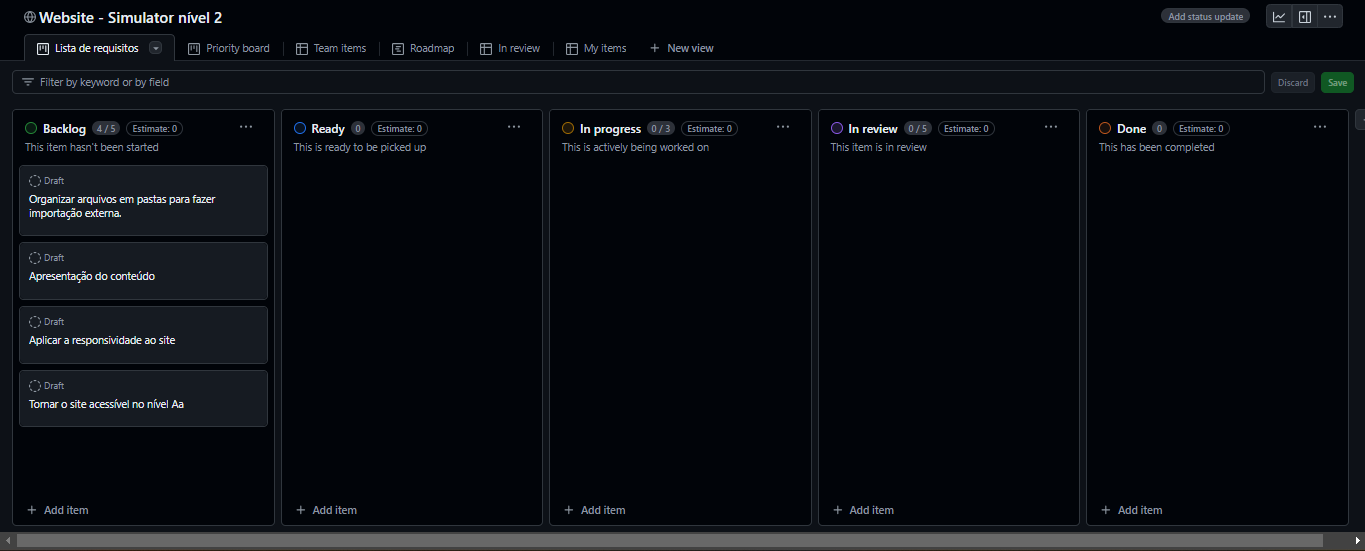 Website - Simulator nível 2
Add status update
Lista de requisitos
Priority board
Team items
Roadmap
In review
My items
New view
Filter by keyword or by field
Discard
Save
Backlog 4 / 5 Estimate: 0
This item hasn't been started
Draft
Organizar arquivos em pastas para fazer
importação externa.
Draft
Apresentação do conteúdo
Draft
Aplicar a responsividade ao site
Draft
Tornar o site acessível no nível Aa
Add item
Ready 0 Estimate: 0
This is ready to be picked up
Add item
In progress 0 / 3 Estimate: 0
This is actively being worked on
Add item
In review 0 / 5 Estimate: 0
This item is in review
Add item
Done 0 Estimate: 0
This has been completed
Add item